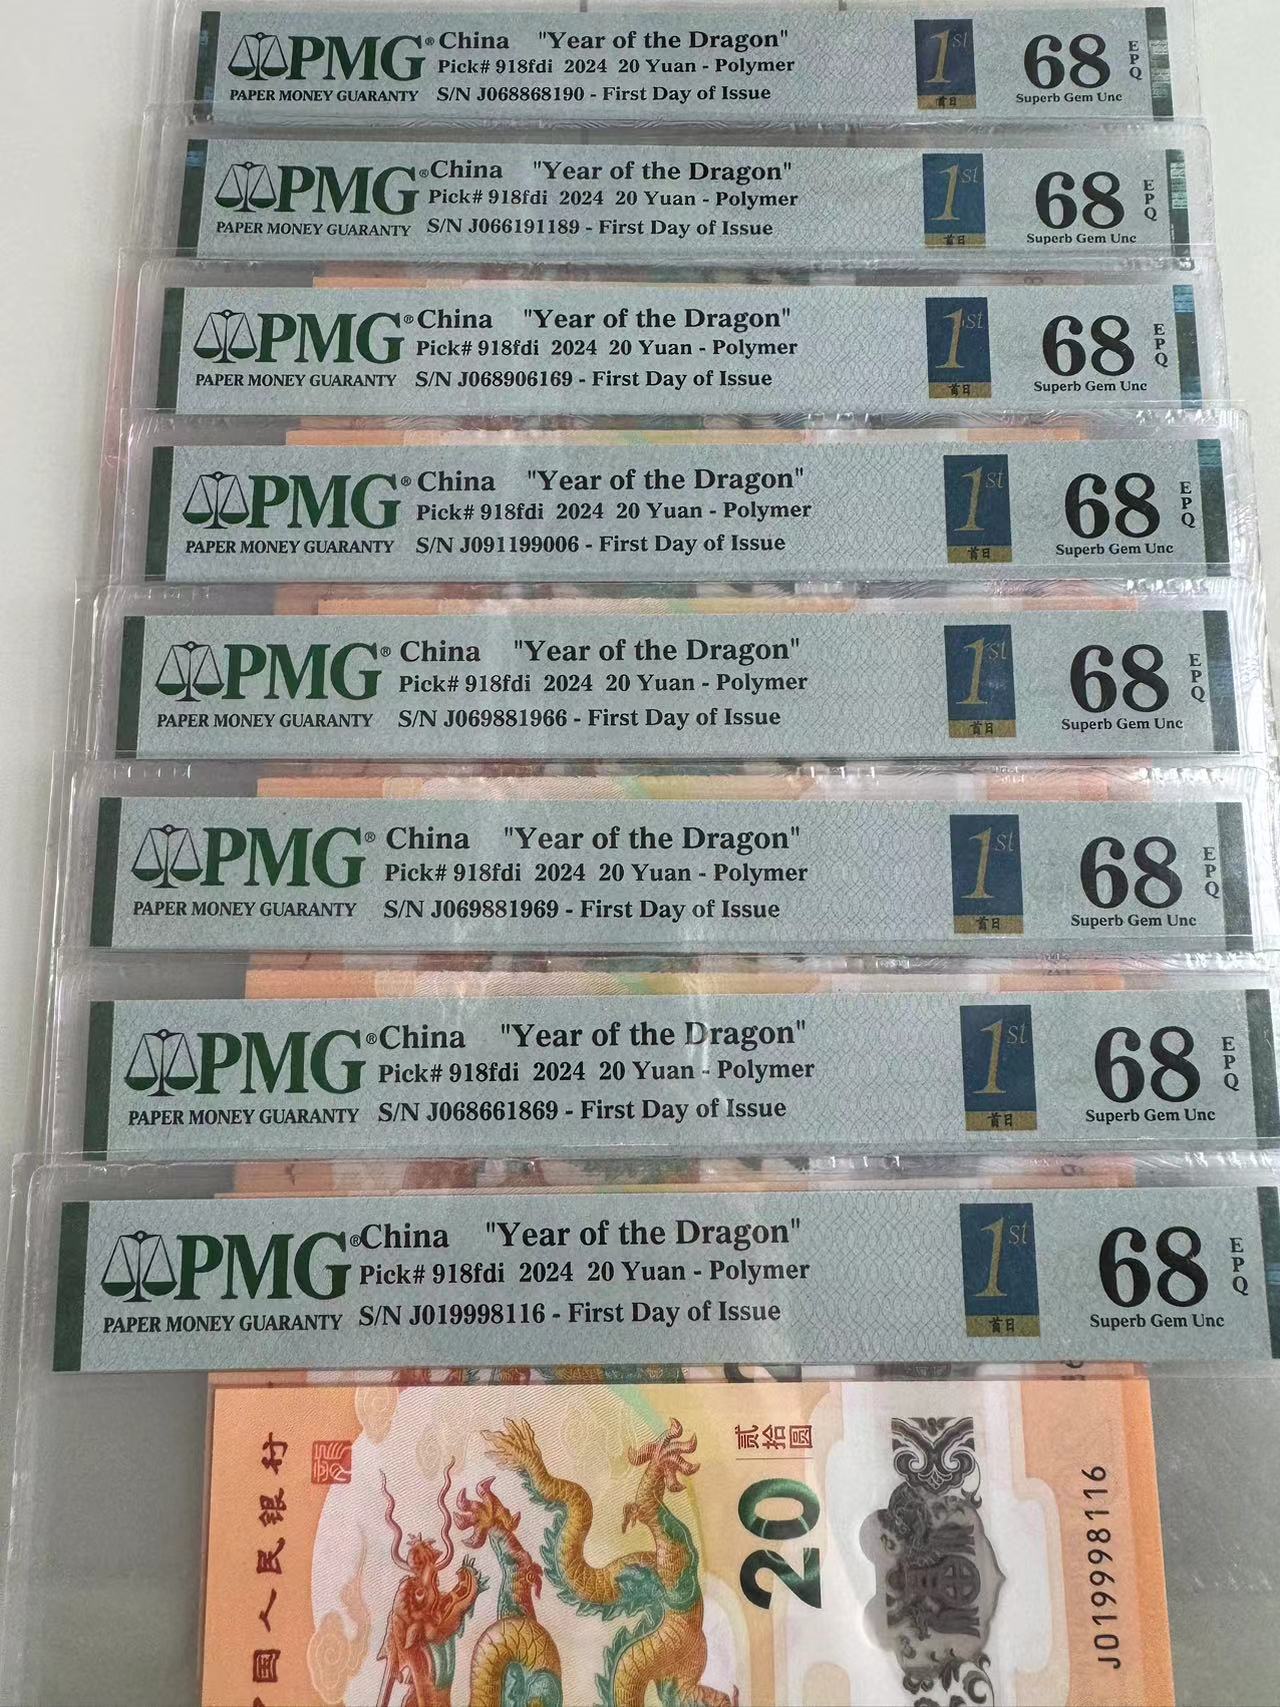 PMG® China "Year of the Dragon" 1st 68 EPQ
Pick# 918fdi 2024 20 Yuan - Polymer
PAPER MONEY GUARANTY S/N J068868190 - First Day of Issue 首日 Superb Gem Unc
PMG® China "Year of the Dragon" 1st 68 EPQ
Pick# 918fdi 2024 20 Yuan - Polymer
PAPER MONEY GUARANTY S/N J066191189 - First Day of Issue 首日 Superb Gem Unc
PMG® China "Year of the Dragon" 1st 68 EPQ
Pick# 918fdi 2024 20 Yuan - Polymer
PAPER MONEY GUARANTY S/N J068906169 - First Day of Issue 首日 Superb Gem Unc
PMG® China "Year of the Dragon" 1st 68 EPQ
Pick# 918fdi 2024 20 Yuan - Polymer
PAPER MONEY GUARANTY S/N J091199006 - First Day of Issue 首日 Superb Gem Unc
PMG® China "Year of the Dragon" 1st 68 EPQ
Pick# 918fdi 2024 20 Yuan - Polymer
PAPER MONEY GUARANTY S/N J069881966 - First Day of Issue 首日 Superb Gem Unc
PMG® China "Year of the Dragon" 1st 68 EPQ
Pick# 918fdi 2024 20 Yuan - Polymer
PAPER MONEY GUARANTY S/N J069881969 - First Day of Issue 首日 Superb Gem Unc
PMG® China "Year of the Dragon" 1st 68 EPQ
Pick# 918fdi 2024 20 Yuan - Polymer
PAPER MONEY GUARANTY S/N J068661869 - First Day of Issue 首日 Superb Gem Unc
PMG® China "Year of the Dragon" 1st 68 EPQ
Pick# 918fdi 2024 20 Yuan - Polymer
PAPER MONEY GUARANTY S/N J019998116 - First Day of Issue 首日 Superb Gem Unc
国人民银行
贰拾圆
20
J019998116